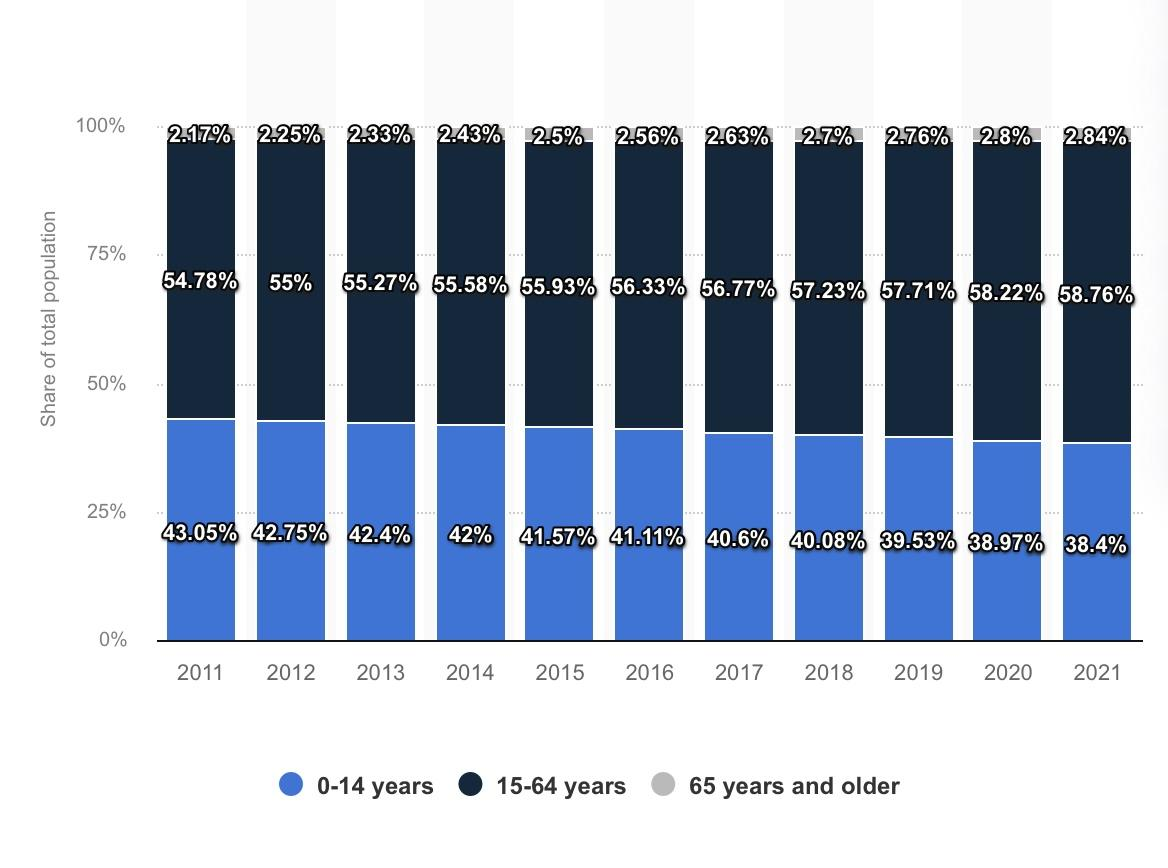 100%
2.17% 2.25% 2.33% 2.43% 2.5% 2.56% 2.63% 2.7% 2.76% 2.8% 2.84%
75%
54.78% 55% 55.27% 55.58% 55.93% 56.33% 56.77% 57.23% 57.71% 58.22% 58.76%
Share of total population
50%
25%
43.05% 42.75% 42.4% 42% 41.57% 41.11% 40.6% 40.08% 39.53% 38.97% 38.4%
0%
2011 2012 2013 2014 2015 2016 2017 2018 2019 2020 2021
0-14 years 15-64 years 65 years and older